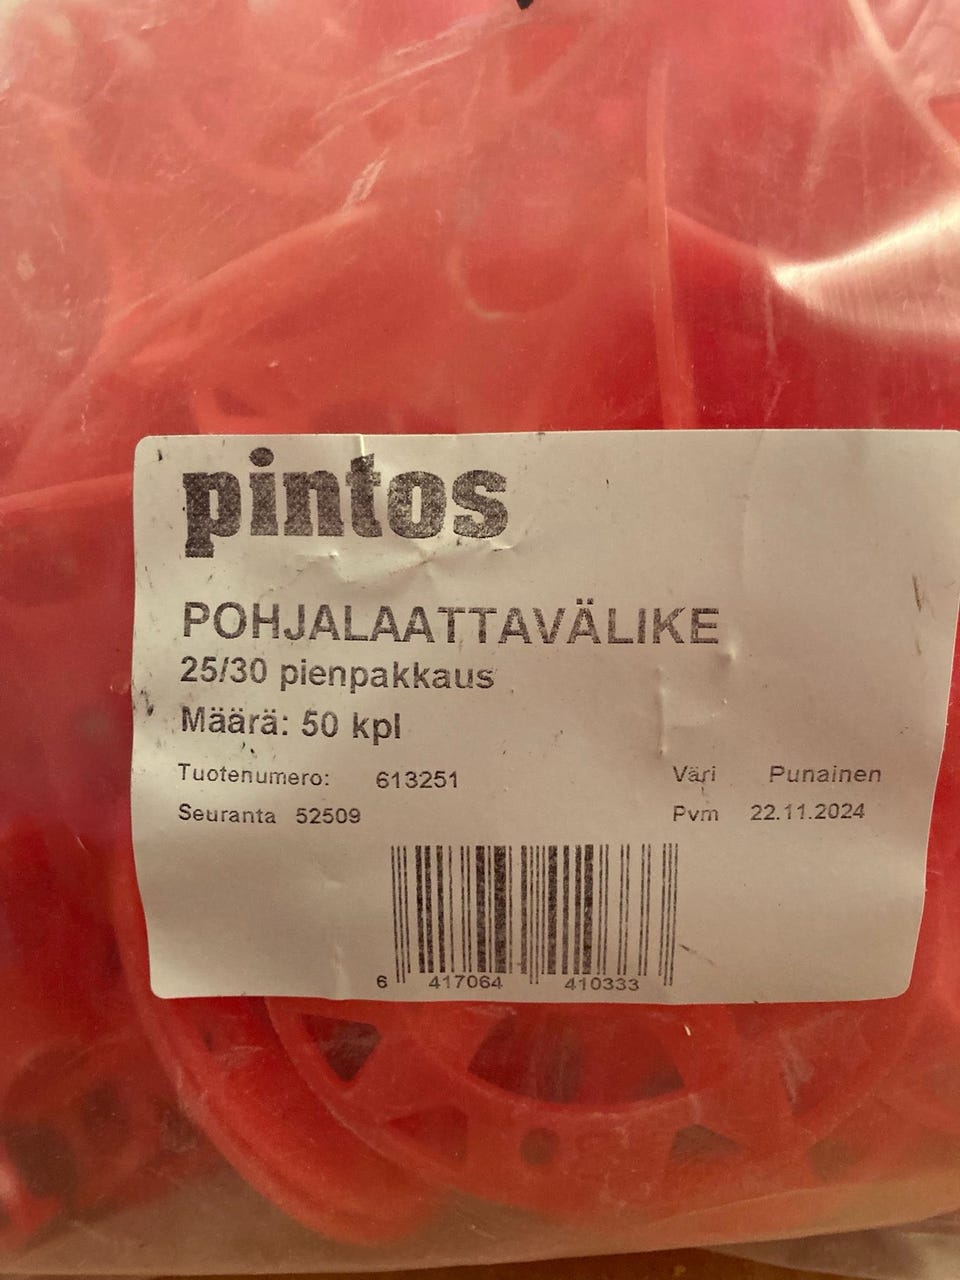 pintos
POHJALAATTAVÄLIKE
25/30 pienpakkaus
Määrä: 50 kpl
Tuotenumero: 613251 Väri Punainen
Seuranta 52509 Pvm 22.11.2024
6 417064 410333